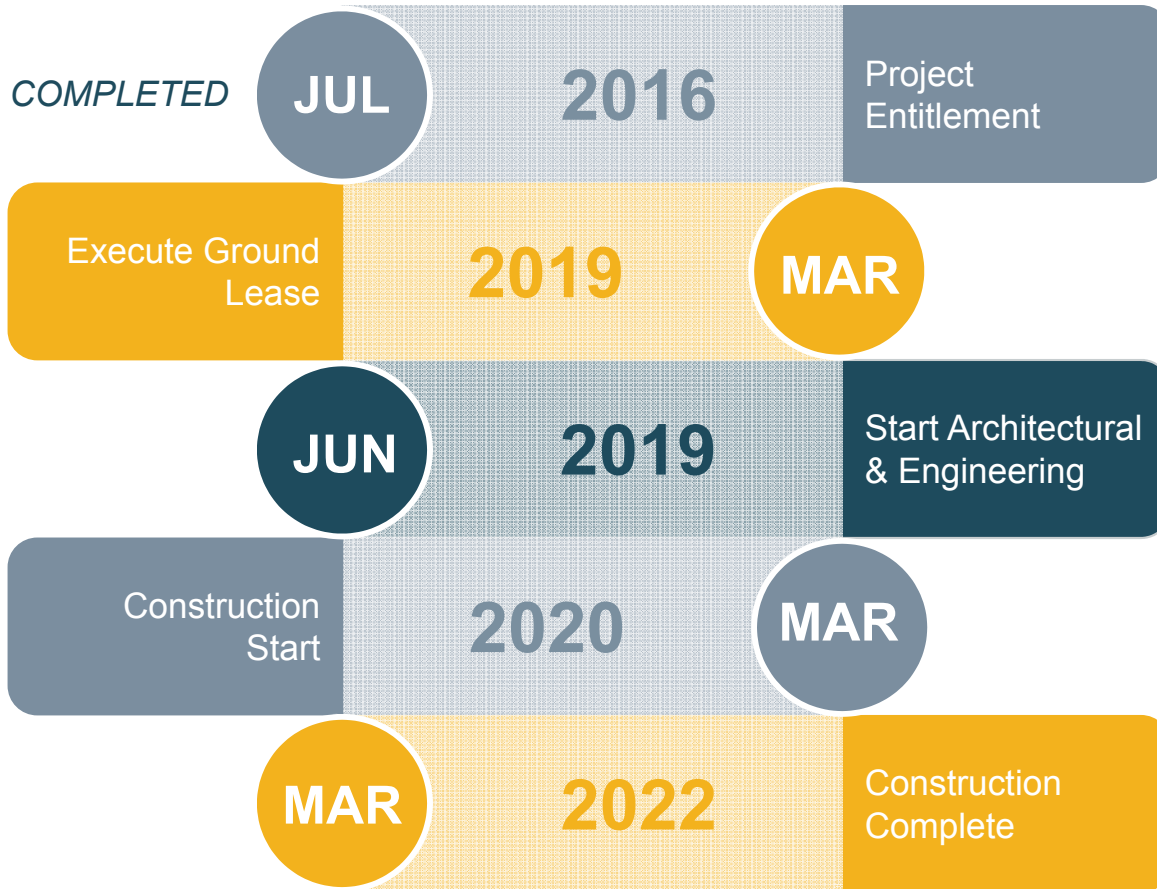 COMPLETED
JUL
2016
Project
Entitlement
Execute Ground
Lease
2019
MAR
JUN
2019
Start Architectural
& Engineering
Construction
Start
2020
MAR
MAR
2022
Construction
Complete